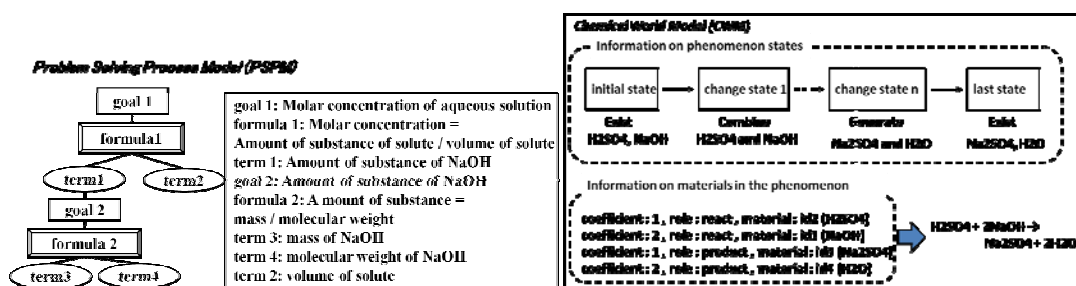 Problem Solving Process Model (PSPM)
goal 1
formula1
term1
term2
goal 2
formula 2
term3
term4
goal 1: Molar concentration of aqueous solution
formula 1: Molar concentration =
Amount of substance of solute / volume of solute
term 1: Amount of substance of NaOH
goal 2: Amount of substance of NaOH
formula 2: A mount of substance =
mass / molecular weight
term 3: mass of NaOH
term 4: molecular weight of NaOH
term 2: volume of solute
Chemical World Model (CWM)
Information on phenomenon states
initial state
change state 1
change state n
last state
Exist
H2SO4, NaOH
Combine
H2SO4 and NaOH
Generate
Na2SO4 and H2O
Exist
Na2SO4, H2O
Information on materials in the phenomenon
coefficient: 1, role: react, material: id2 (H2SO4)
coefficient: 2, role: react, material: id1 (NaOH)
coefficient: 1, role: product, material: id3 (Na2SO4)
coefficient: 2, role: product, material: id4 (H2O)
H2SO4 + 2NaOH →
Na2SO4 + 2H2O